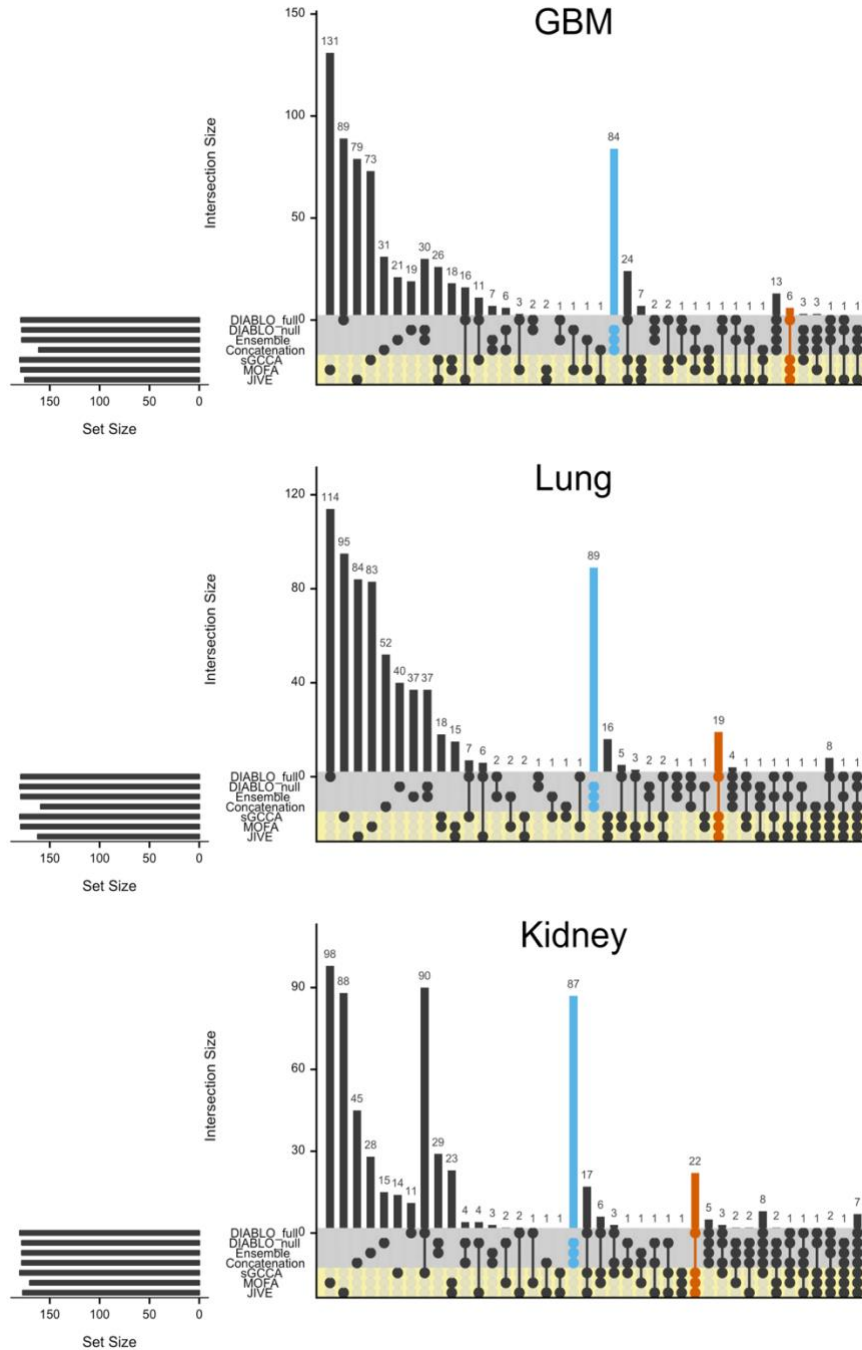 GBM
150
100
50
0
Intersection Size
131 89 79 73 31 21 19 30 26 18 16 11 7 6 3 2 2 1 1 1 1 84 24 7 2 2 2 1 1 1 1 1 1 13 6 3 3 1 1 1
DIABLO_full
DIABLO_null
Ensemble
Concatenation
sGCCA
MOFA
JIVE
150 100 50 0
Set Size
Lung
120
80
40
0
Intersection Size
114 95 84 83 52 40 37 37 18 15 7 6 2 2 2 1 1 1 1 89 16 5 3 2 2 1 1 1 19 4 1 1 1 1 1 1 8 1 1
DIABLO_full
DIABLO_null
Ensemble
Concatenation
sGCCA
MOFA
JIVE
150 100 50 0
Set Size
Kidney
90
60
30
0
Intersection Size
98 88 45 28 15 14 11 90 29 23 4 4 3 2 2 1 1 1 87 17 6 3 1 1 1 1 1 22 5 3 2 2 8 2 1 1 1 2 1 7
DIABLO_full
DIABLO_null
Ensemble
Concatenation
sGCCA
MOFA
JIVE
150 100 50 0
Set Size